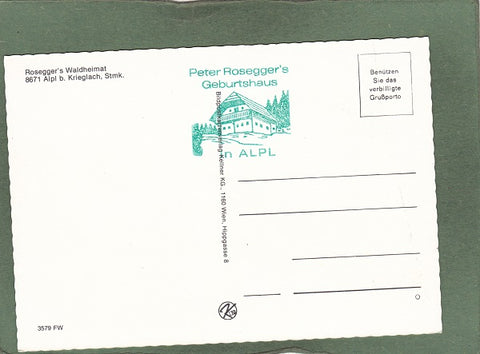 Rosegger's Waldheimat
8671 Alpl b. Krieglach, Stmk.
Peter Rosegger's
Geburtshaus
in ALPL
Benützen
Sie das
verbilligte
Grußporto
Kellner KG., 1160 Wien, Hippgasse 8
3579 FW